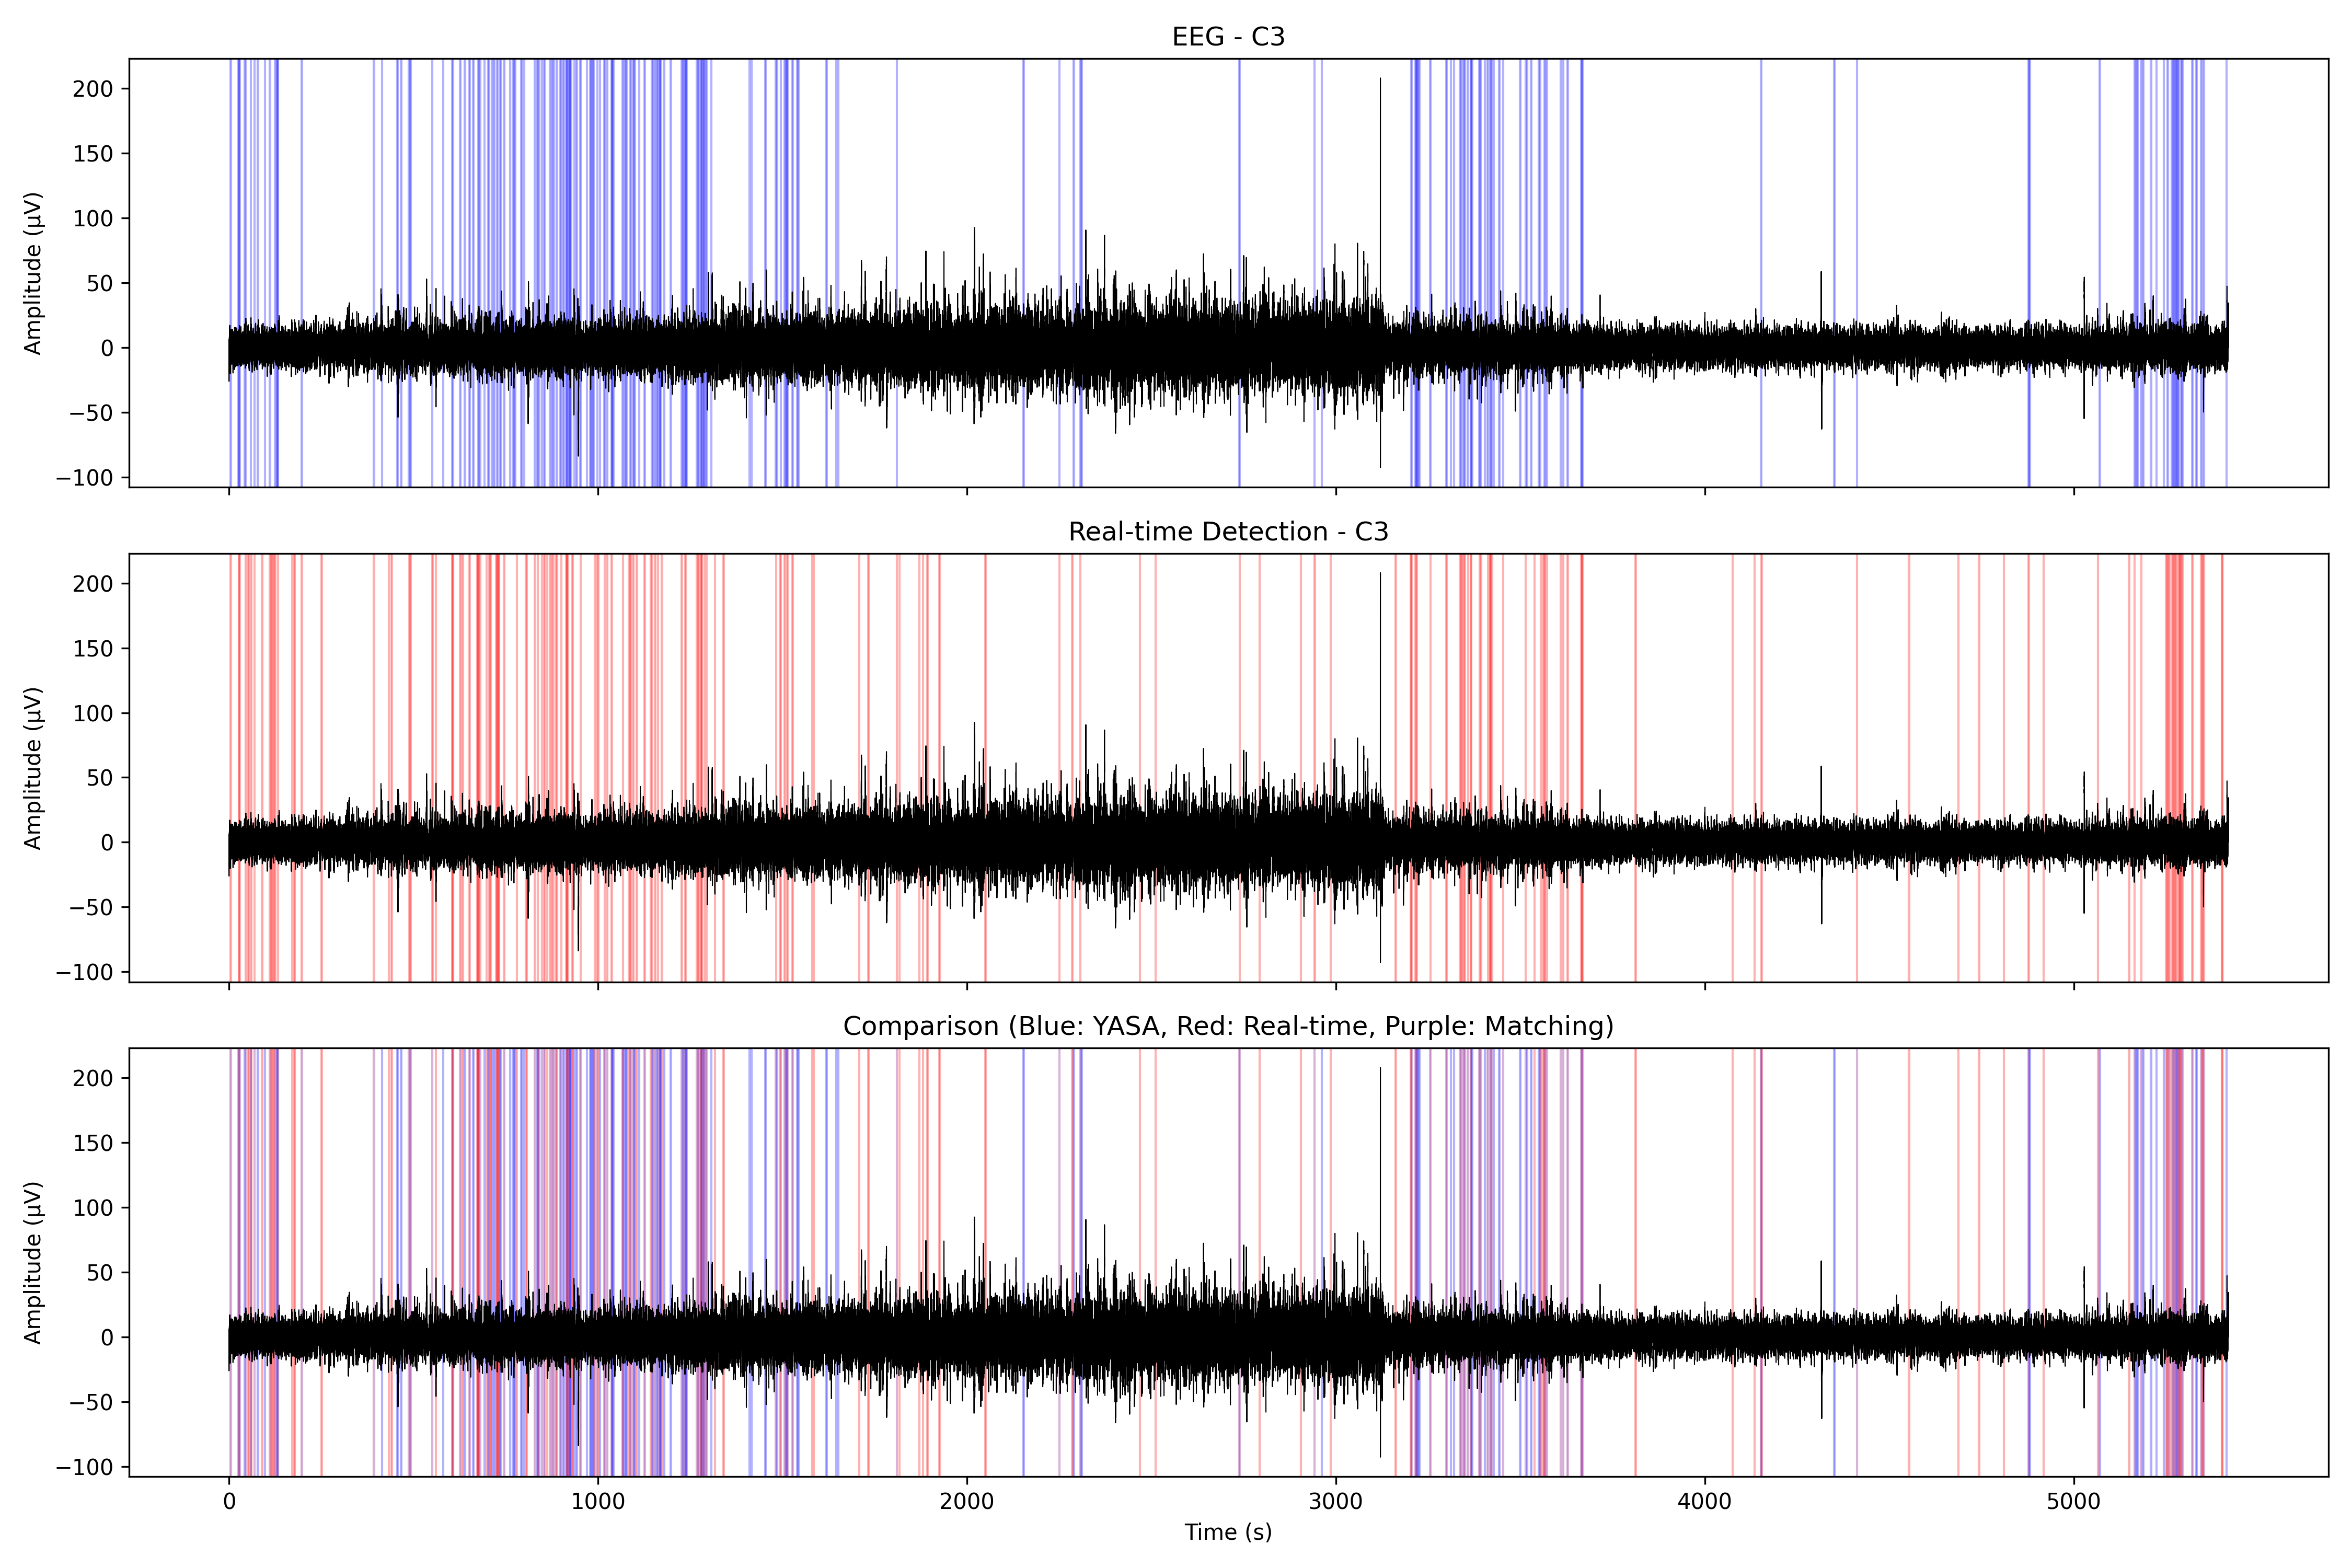 EEG - C3
200
150
100
50
0
−50
−100
Amplitude (µV)
Real-time Detection - C3
200
150
100
50
0
−50
−100
Amplitude (µV)
Comparison (Blue: YASA, Red: Real-time, Purple: Matching)
200
150
100
50
0
−50
−100
Amplitude (µV)
0 1000 2000 3000 4000 5000
Time (s)